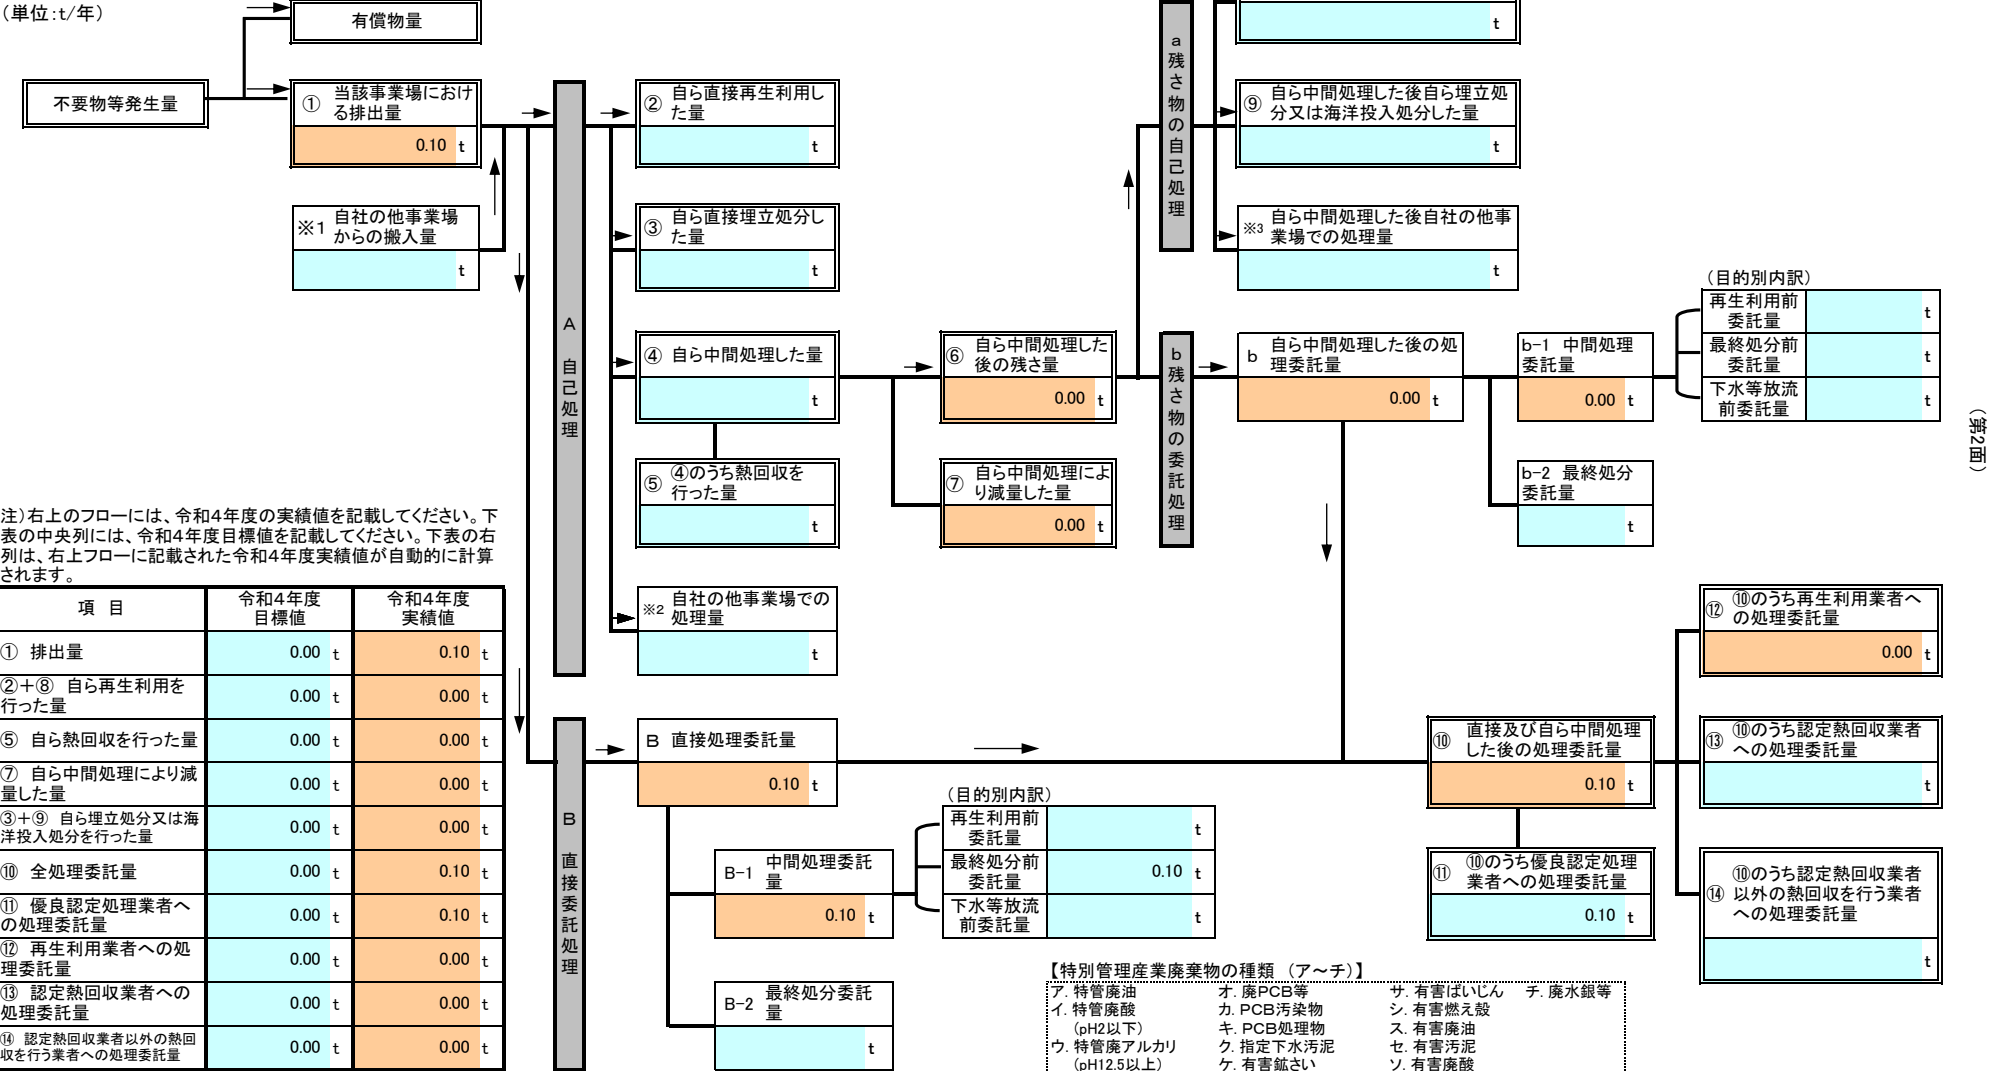 （単位:t/年）
有償物量
不要物等発生量
① 当該事業場におけ
る排出量
0.10 t
※1 自社の他事業場
からの搬入量
t
A 自己処理
② 自ら直接再生利用し
た量
t
③ 自ら直接埋立処分し
た量
t
④ 自ら中間処理した量
t
⑤ ④のうち熱回収を
行った量
t
※2 自社の他事業場での
処理量
t
⑥ 自ら中間処理した
後の残さ量
0.00 t
⑦ 自ら中間処理によ
り減量した量
0.00 t
a残さ物の自己処理
t
⑨ 自ら中間処理した後自ら埋立処
分又は海洋投入処分した量
t
※3 自ら中間処理した後自社の他事
業場での処理量
t
b残さ物の委託処理
b 自ら中間処理した後の処
理委託量
0.00 t
b-1 中間処理
委託量
0.00 t
（目的別内訳）
再生利用前
委託量
t
最終処分前
委託量
t
下水等放流
前委託量
t
b-2 最終処分
委託量
t
（第2面）
注）右上のフローには、令和4年度の実績値を記載してください。下
表の中央列には、令和4年度目標値を記載してください。下表の右
列は、右上フローに記載された令和4年度実績値が自動的に計算
されます。
項 目 令和4年度
目標値 令和4年度
実績値
① 排出量 0.00 t 0.10 t
②＋⑧ 自ら再生利用を
行った量 0.00 t 0.00 t
⑤ 自ら熱回収を行った量 0.00 t 0.00 t
⑦ 自ら中間処理により減
量した量 0.00 t 0.00 t
③＋⑨ 自ら埋立処分又は海
洋投入処分を行った量 0.00 t 0.00 t
⑩ 全処理委託量 0.00 t 0.10 t
⑪ 優良認定処理業者へ
の処理委託量 0.00 t 0.10 t
⑫ 再生利用業者への処
理委託量 0.00 t 0.00 t
⑬ 認定熱回収業者への
処理委託量 0.00 t 0.00 t
⑭ 認定熱回収業者以外の熱回
収を行う業者への処理委託量 0.00 t 0.00 t
B 直接委託処理
B 直接処理委託量
0.10 t
B-1 中間処理委託
量
0.10 t
（目的別内訳）
再生利用前
委託量
t
最終処分前
委託量
0.10 t
下水等放流
前委託量
t
B-2 最終処分委託
量
t
⑩ 直接及び自ら中間処理
した後の処理委託量
0.10 t
⑪ ⑩のうち優良認定処理
業者への処理委託量
0.10 t
⑫ ⑩のうち再生利用業者へ
の処理委託量
0.00 t
⑬ ⑩のうち認定熱回収業者
への処理委託量
t
⑭ ⑩のうち認定熱回収業者
以外の熱回収を行う業者
への処理委託量
t
【特別管理産業廃棄物の種類 （ア～チ）】
ア. 特管廃油 オ. 廃PCB等 サ. 有害ばいじん チ. 廃水銀等
イ. 特管廃酸 カ. PCB汚染物 シ. 有害燃え殻
（pH2以下） キ. PCB処理物 ス. 有害廃油
ウ. 特管廃アルカリ ク. 指定下水汚泥 セ. 有害汚泥
（pH12.5以上） ケ. 有害鉱さい ソ. 有害廃酸